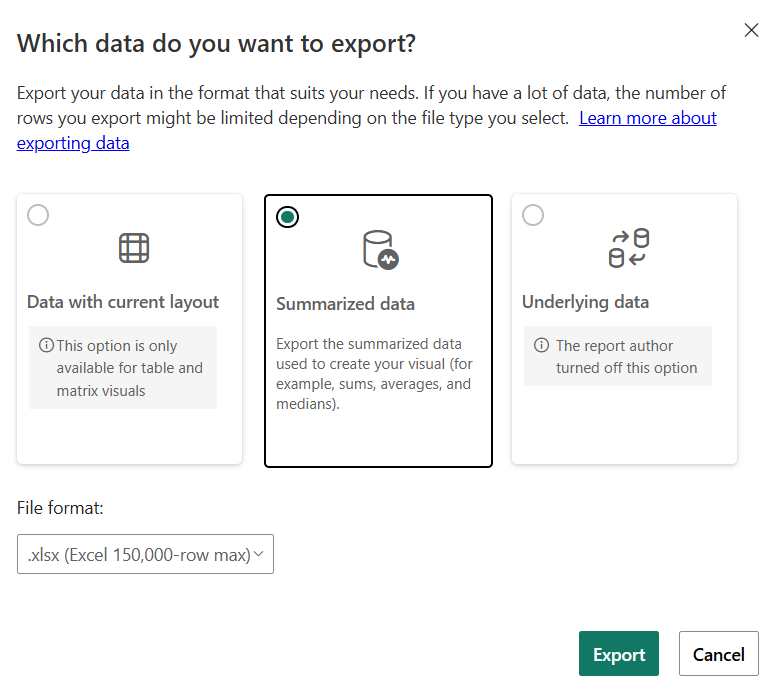 Which data do you want to export?
Export your data in the format that suits your needs. If you have a lot of data, the number of
rows you export might be limited depending on the file type you select. Learn more about
exporting data
Data with current layout
This option is only
available for table and
matrix visuals
Summarized data
Export the summarized data
used to create your visual (for
example, sums, averages, and
medians).
Underlying data
The report author
turned off this option
File format:
.xlsx (Excel 150,000-row max)
Export
Cancel